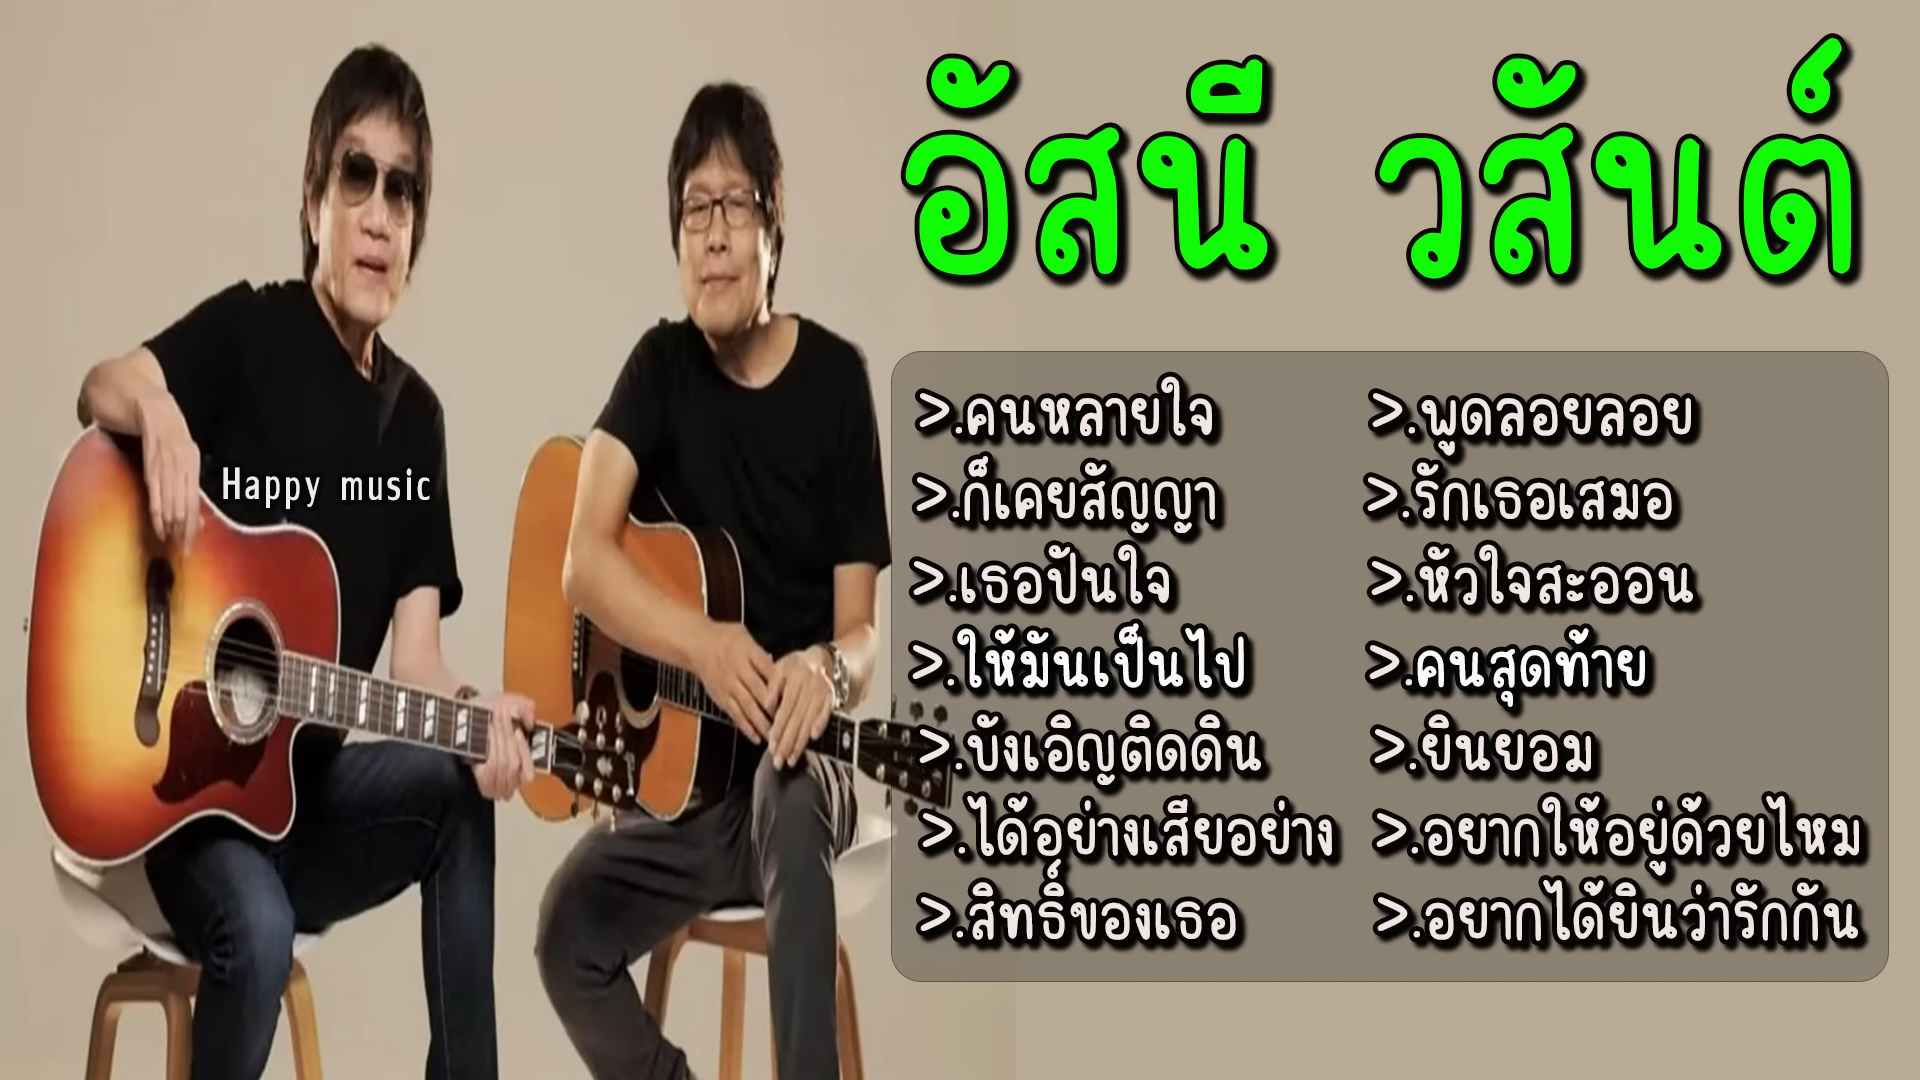 อัสนี วสันต์
Happy music
>.คนหลายใจ
>.ก็เคยสัญญา
>.เธอปันใจ
>.ให้มันเป็นไป
>.บังเอิญติดดิน
>.ได้อย่างเสียอย่าง
>.สิทธิ์ของเธอ
>.พูดลอยลอย
>.รักเธอเสมอ
>.หัวใจสะออน
>.คนสุดท้าย
>.ยินยอม
>.อยากให้อยู่ด้วยไหม
>.อยากได้ยินว่ารักกัน